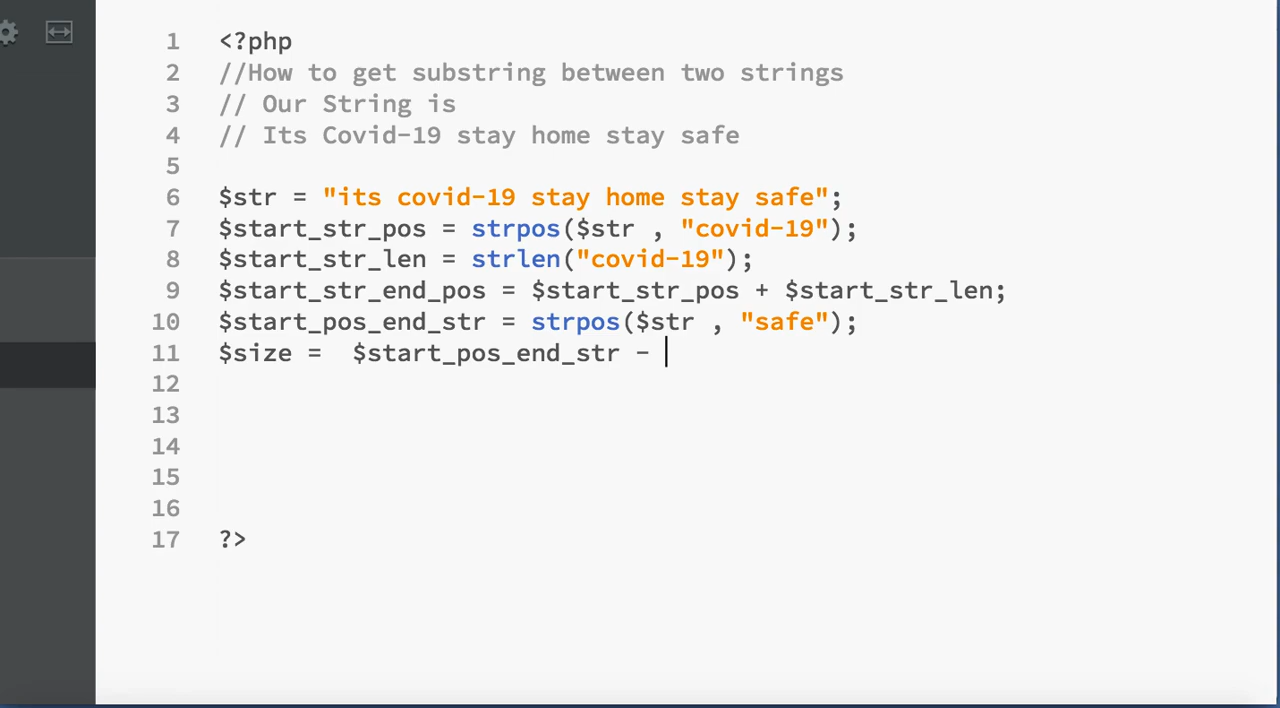 1 <?php
2 //How to get substring between two strings
3 // Our String is
4 // Its Covid-19 stay home stay safe
5
6 $str = "its covid-19 stay home stay safe";
7 $start_str_pos = strpos($str , "covid-19");
8 $start_str_len = strlen("covid-19");
9 $start_str_end_pos = $start_str_pos + $start_str_len;
10 $start_pos_end_str = strpos($str , "safe");
11 $size =  $start_pos_end_str -
12
13
14
15
16
17 ?>